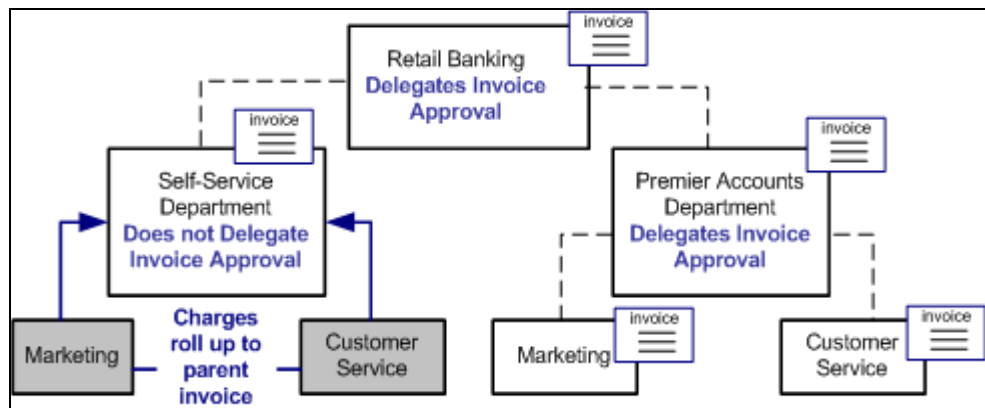 invoice
Retail Banking
Delegates Invoice
Approval
invoice
Self-Service
Department
Does not Delegate
Invoice Approval
invoice
Premier Accounts
Department
Delegates Invoice
Approval
Marketing
Charges
roll up to
parent
invoice
Customer
Service
invoice
Marketing
invoice
Customer
Service